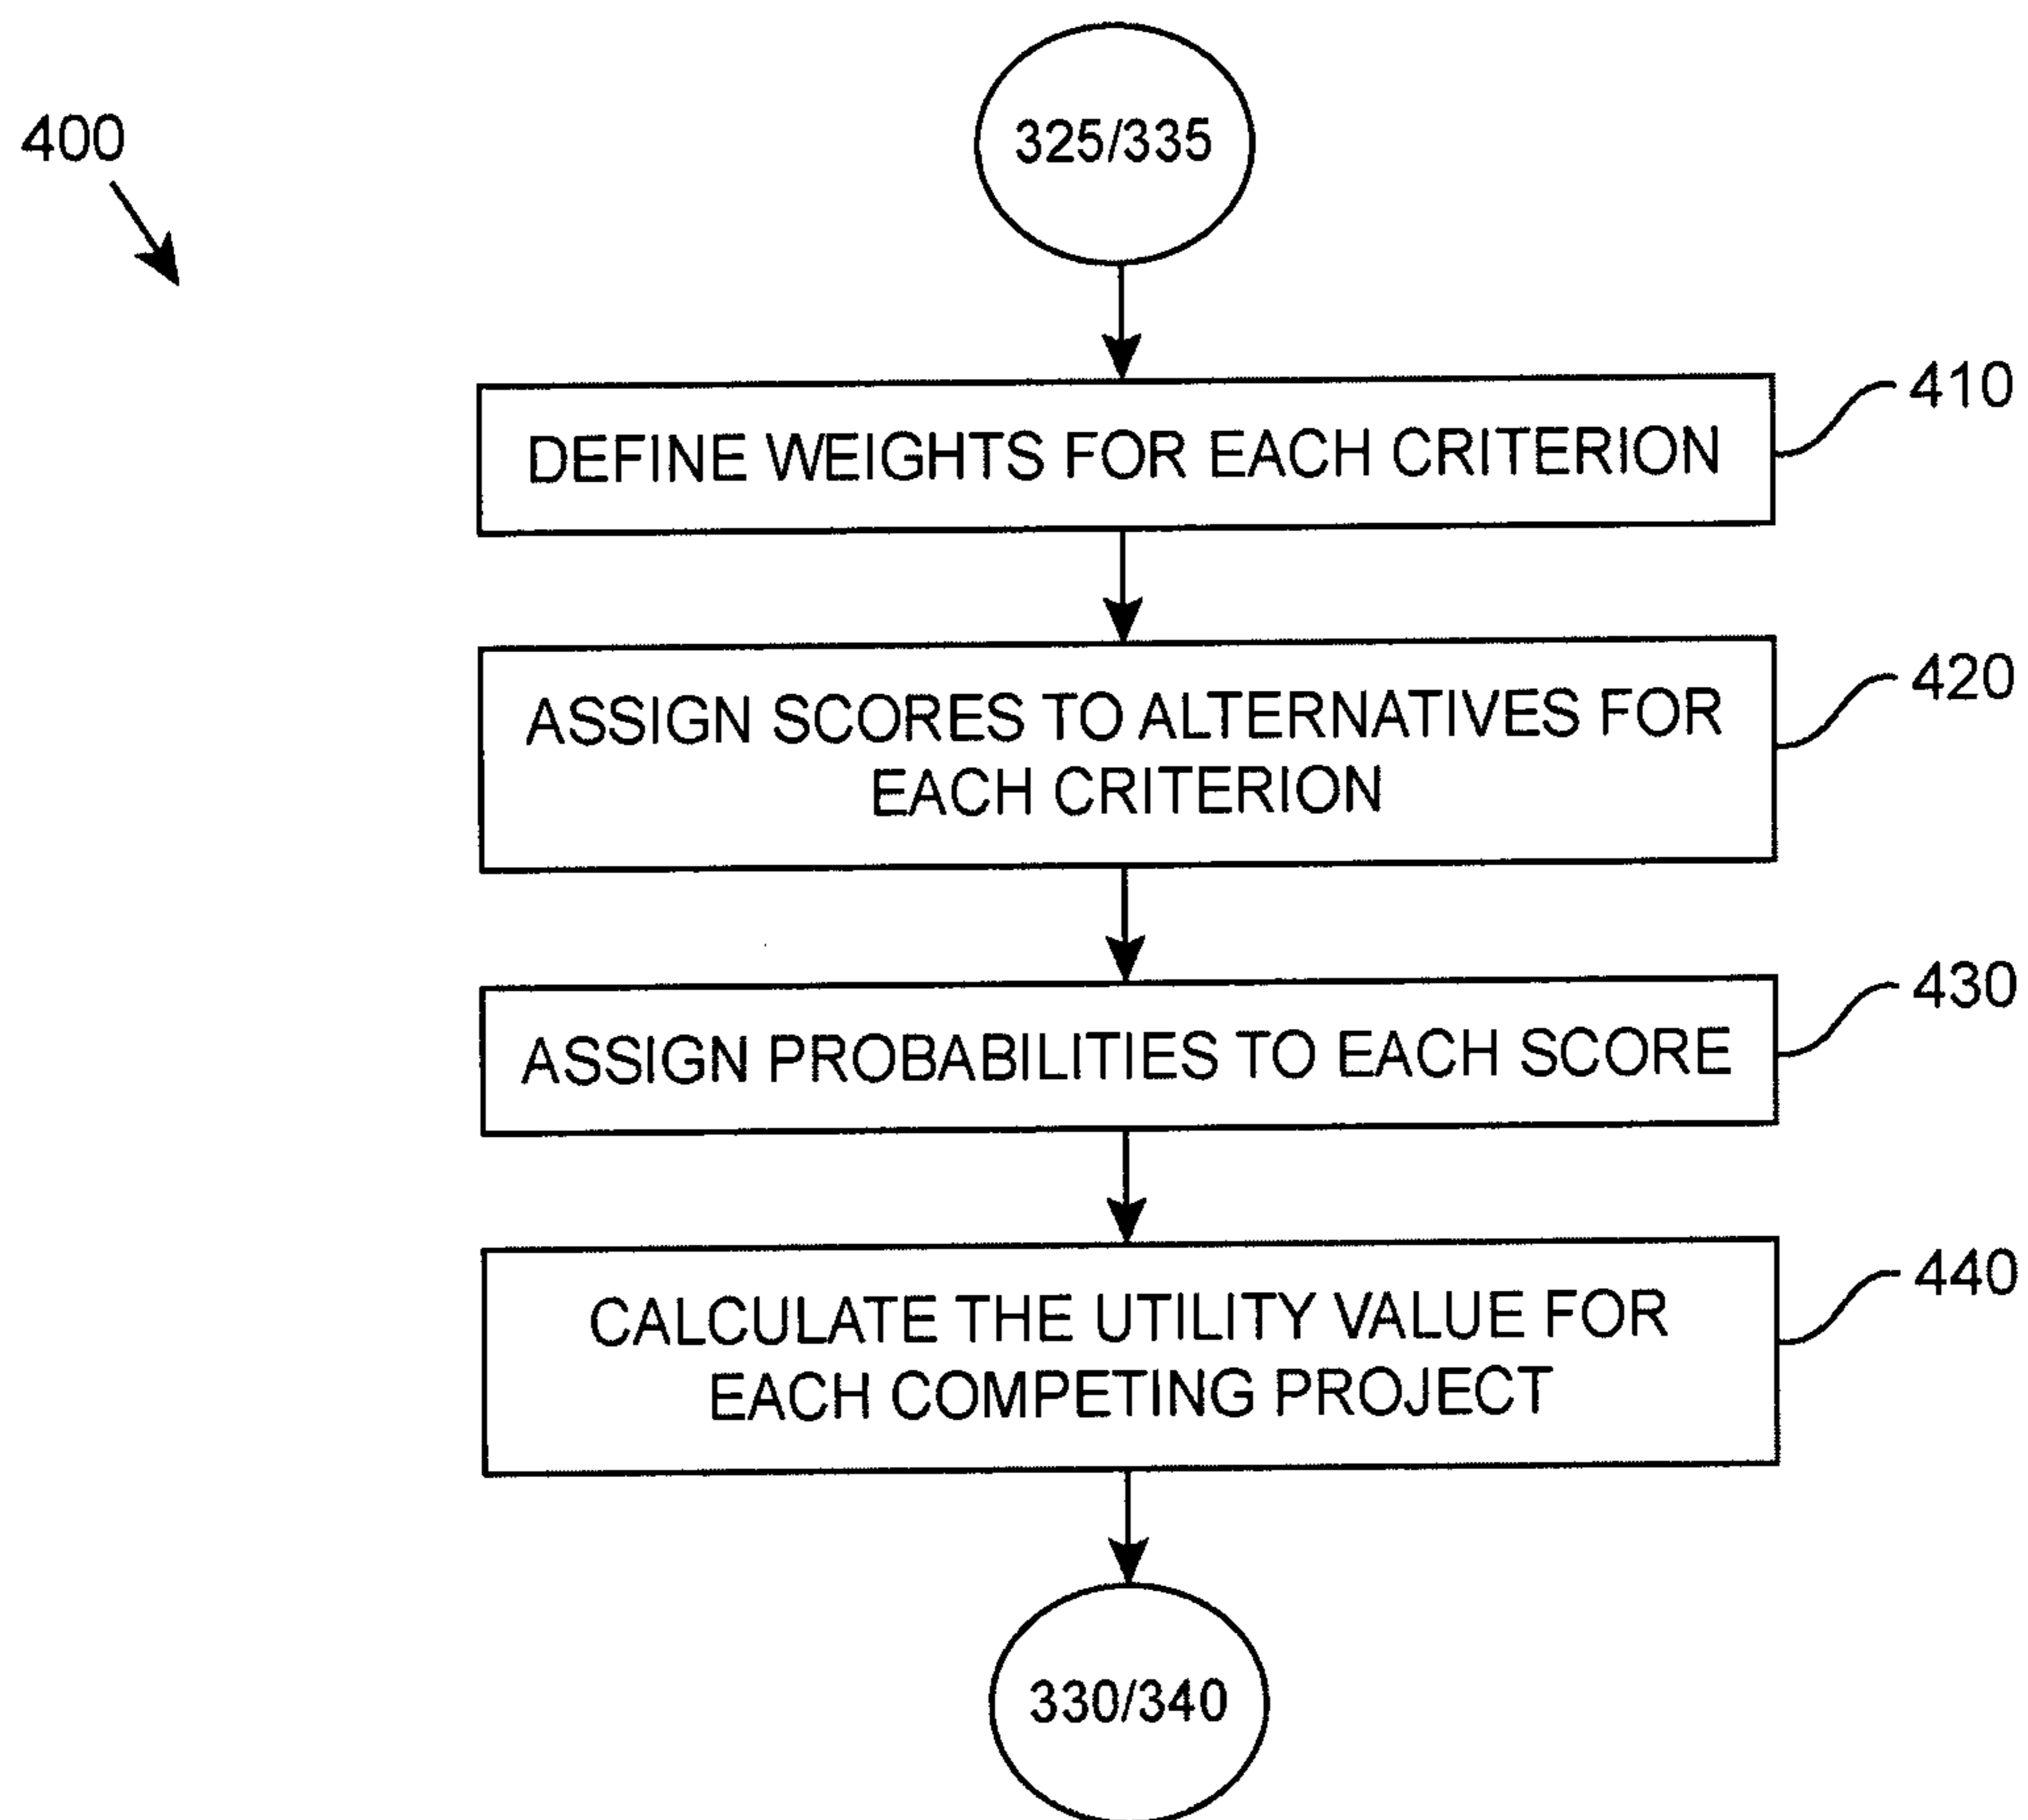 400
325/335
410
DEFINE WEIGHTS FOR EACH CRITERION
420
ASSIGN SCORES TO ALTERNATIVES FOR
EACH CRITERION
430
ASSIGN PROBABILITIES TO EACH SCORE
440
CALCULATE THE UTILITY VALUE FOR
EACH COMPETING PROJECT
330/340